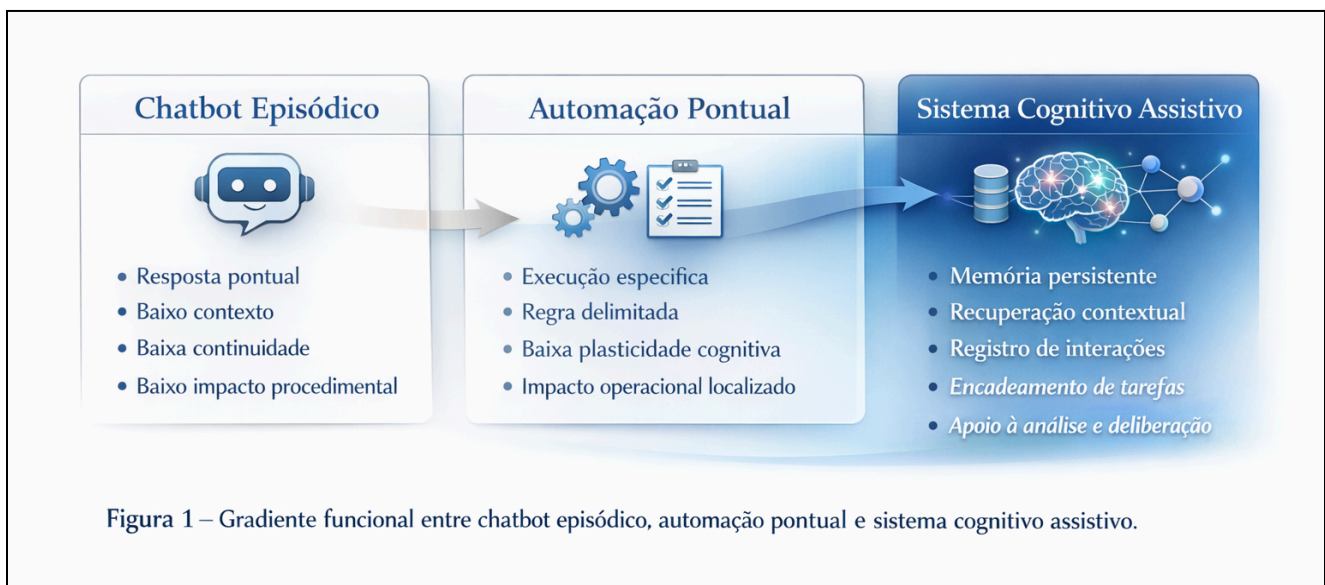 Chatbot Episódico
• Resposta pontual
• Baixo contexto
• Baixa continuidade
• Baixo impacto procedimental
Automação Pontual
• Execução especifica
• Regra delimitada
• Baixa plasticidade cognitiva
• Impacto operacional localizado
Sistema Cognitivo Assistivo
• Memória persistente
• Recuperação contextual
• Registro de interações
• Encadeamento de tarefas
• Apoio à análise e deliberação
Figura 1 – Gradiente funcional entre chatbot episódico, automação pontual e sistema cognitivo assistivo.